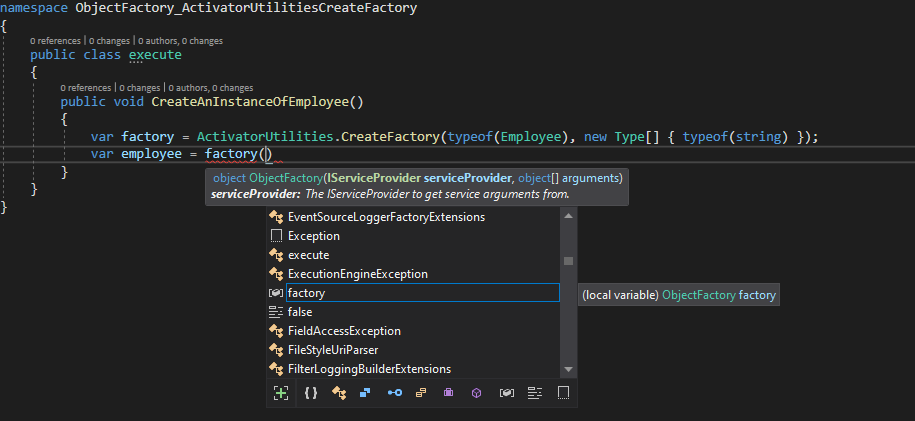 namespace ObjectFactory_ActivatorUtilitiesCreateFactory
{
0 references | 0 changes | 0 authors, 0 changes
public class execute
{
0 references | 0 changes | 0 authors, 0 changes
public void CreateAnInstanceOfEmployee()
{
var factory = ActivatorUtilities.CreateFactory(typeof(Employee), new Type[] { typeof(string) });
var employee = factory()
}
}
}
object ObjectFactory(IServiceProvider serviceProvider, object[] arguments)
serviceProvider: The IServiceProvider to get service arguments from.
EventSourceLoggerFactoryExtensions
Exception
execute
ExecutionEngineException
factory
(local variable) ObjectFactory factory
false
FieldAccessException
FileStyleUriParser
FilterLoggingBuilderExtensions